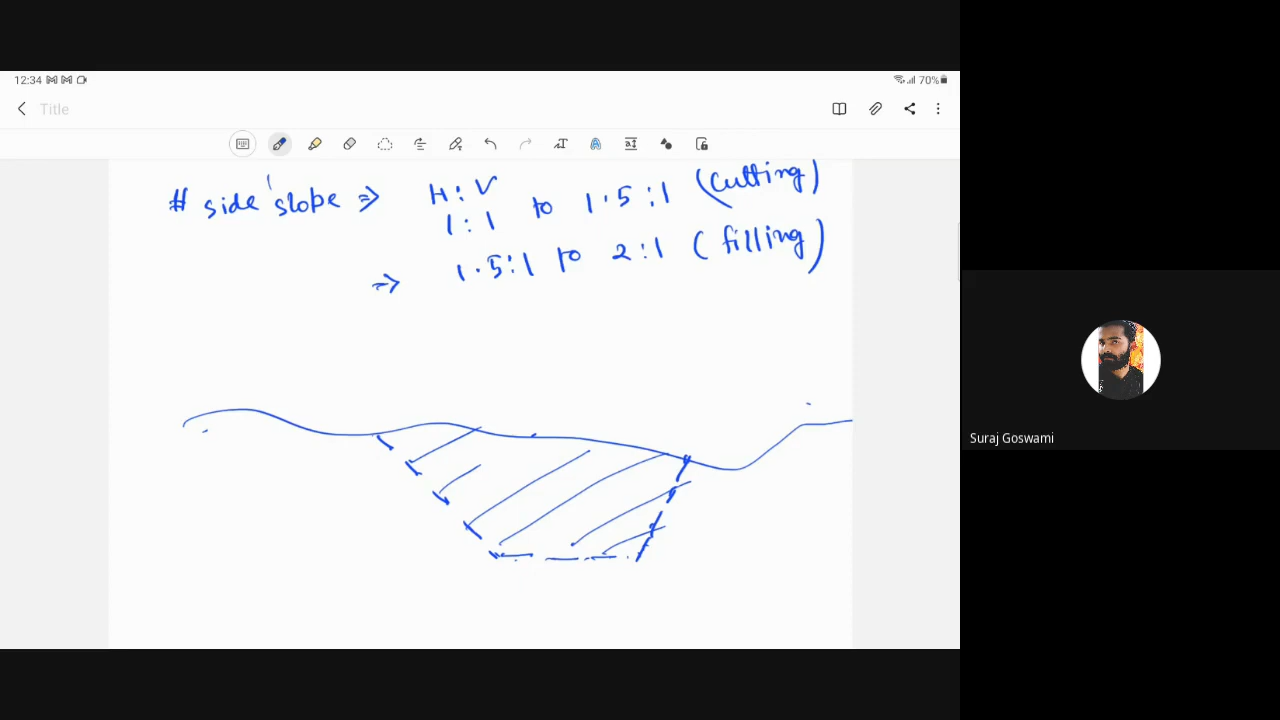 12:34
70%
Title
# side slope ⇒ H:V
1:1 to 1.5:1 (Cutting)
⇒ 1.5:1 to 2:1 (filling)
Suraj Goswami